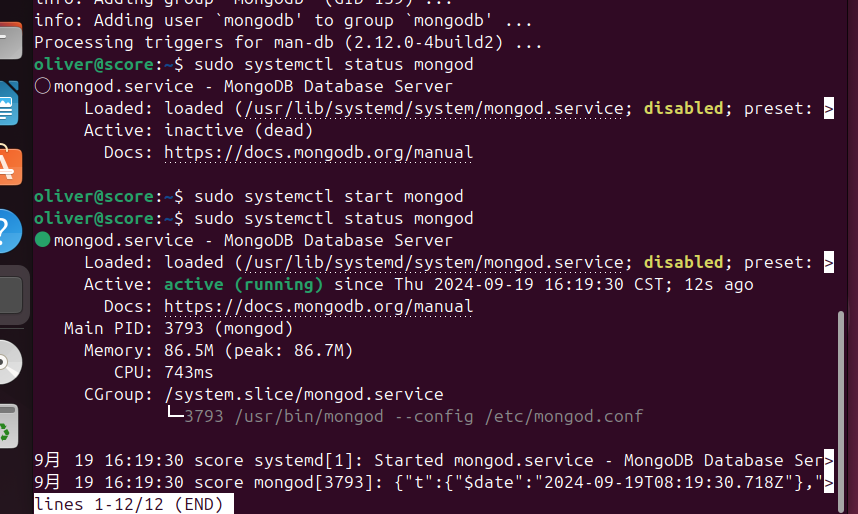 info: Adding group `mongodb' (GID 139) ...
info: Adding user `mongodb' to group `mongodb' ...
Processing triggers for man-db (2.12.0-4build2) ...
oliver@score:~$ sudo systemctl status mongod
○ mongod.service - MongoDB Database Server
     Loaded: loaded (/usr/lib/systemd/system/mongod.service; disabled; preset: >
     Active: inactive (dead)
       Docs: https://docs.mongodb.org/manual

oliver@score:~$ sudo systemctl start mongod
oliver@score:~$ sudo systemctl status mongod
● mongod.service - MongoDB Database Server
     Loaded: loaded (/usr/lib/systemd/system/mongod.service; disabled; preset: >
     Active: active (running) since Thu 2024-09-19 16:19:30 CST; 12s ago
       Docs: https://docs.mongodb.org/manual
   Main PID: 3793 (mongod)
     Memory: 86.5M (peak: 86.7M)
        CPU: 743ms
     CGroup: /system.slice/mongod.service
             └─3793 /usr/bin/mongod --config /etc/mongod.conf

9月 19 16:19:30 score systemd[1]: Started mongod.service - MongoDB Database Ser>
9月 19 16:19:30 score mongod[3793]: {"t":{"$date":"2024-09-19T08:19:30.718Z"},">
lines 1-12/12 (END)